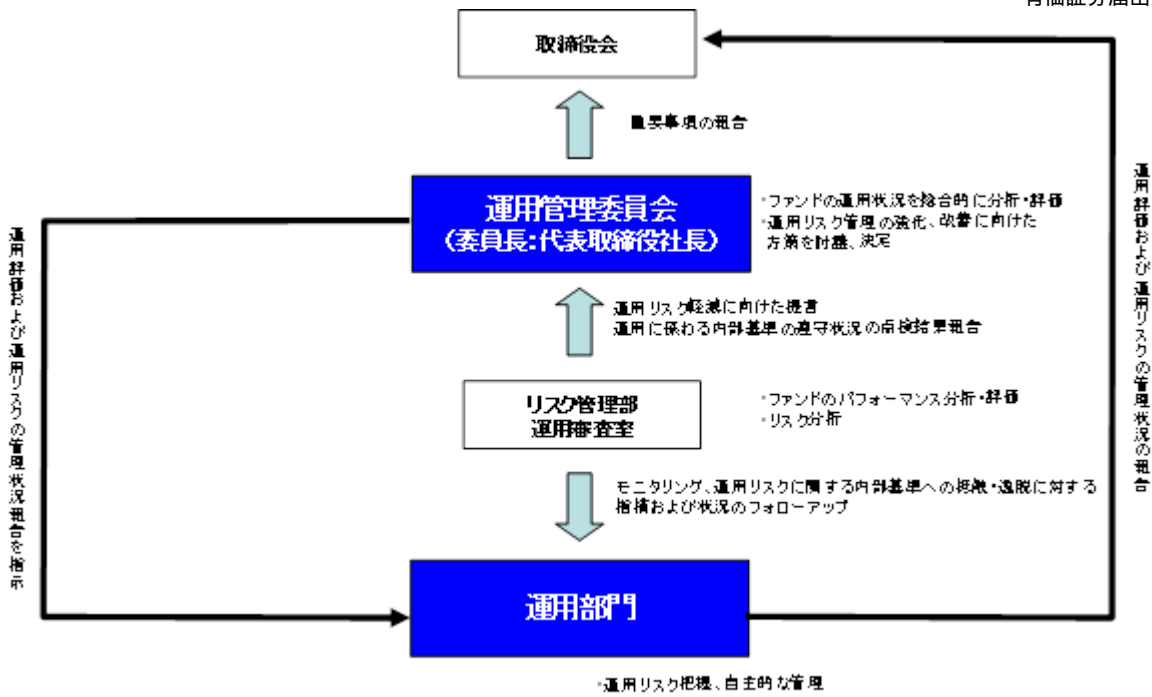 有価証券届出
取締役会
重要事項の報告
運用管理委員会
(委員長:代表取締役社長)
・ファンドの運用状況を総合的に分析・評価
・運用リスク管理の強化、改善に向けた
方策を討議、決定
運用リスク軽減に向けた提言
運用に係わる内部基準の遵守状況の点検結果報告
リスク管理部
運用審査室
・ファンドのパフォーマンス分析・評価
・リスク分析
モニタリング、運用リスクに関する内部基準への抵触・逸脱に対する
指摘および状況のフォローアップ
運用部門
・運用リスク把握、自主的な管理
運用評価および運用リスクの管理状況報告を指示
運用評価および運用リスクの管理状況の報告